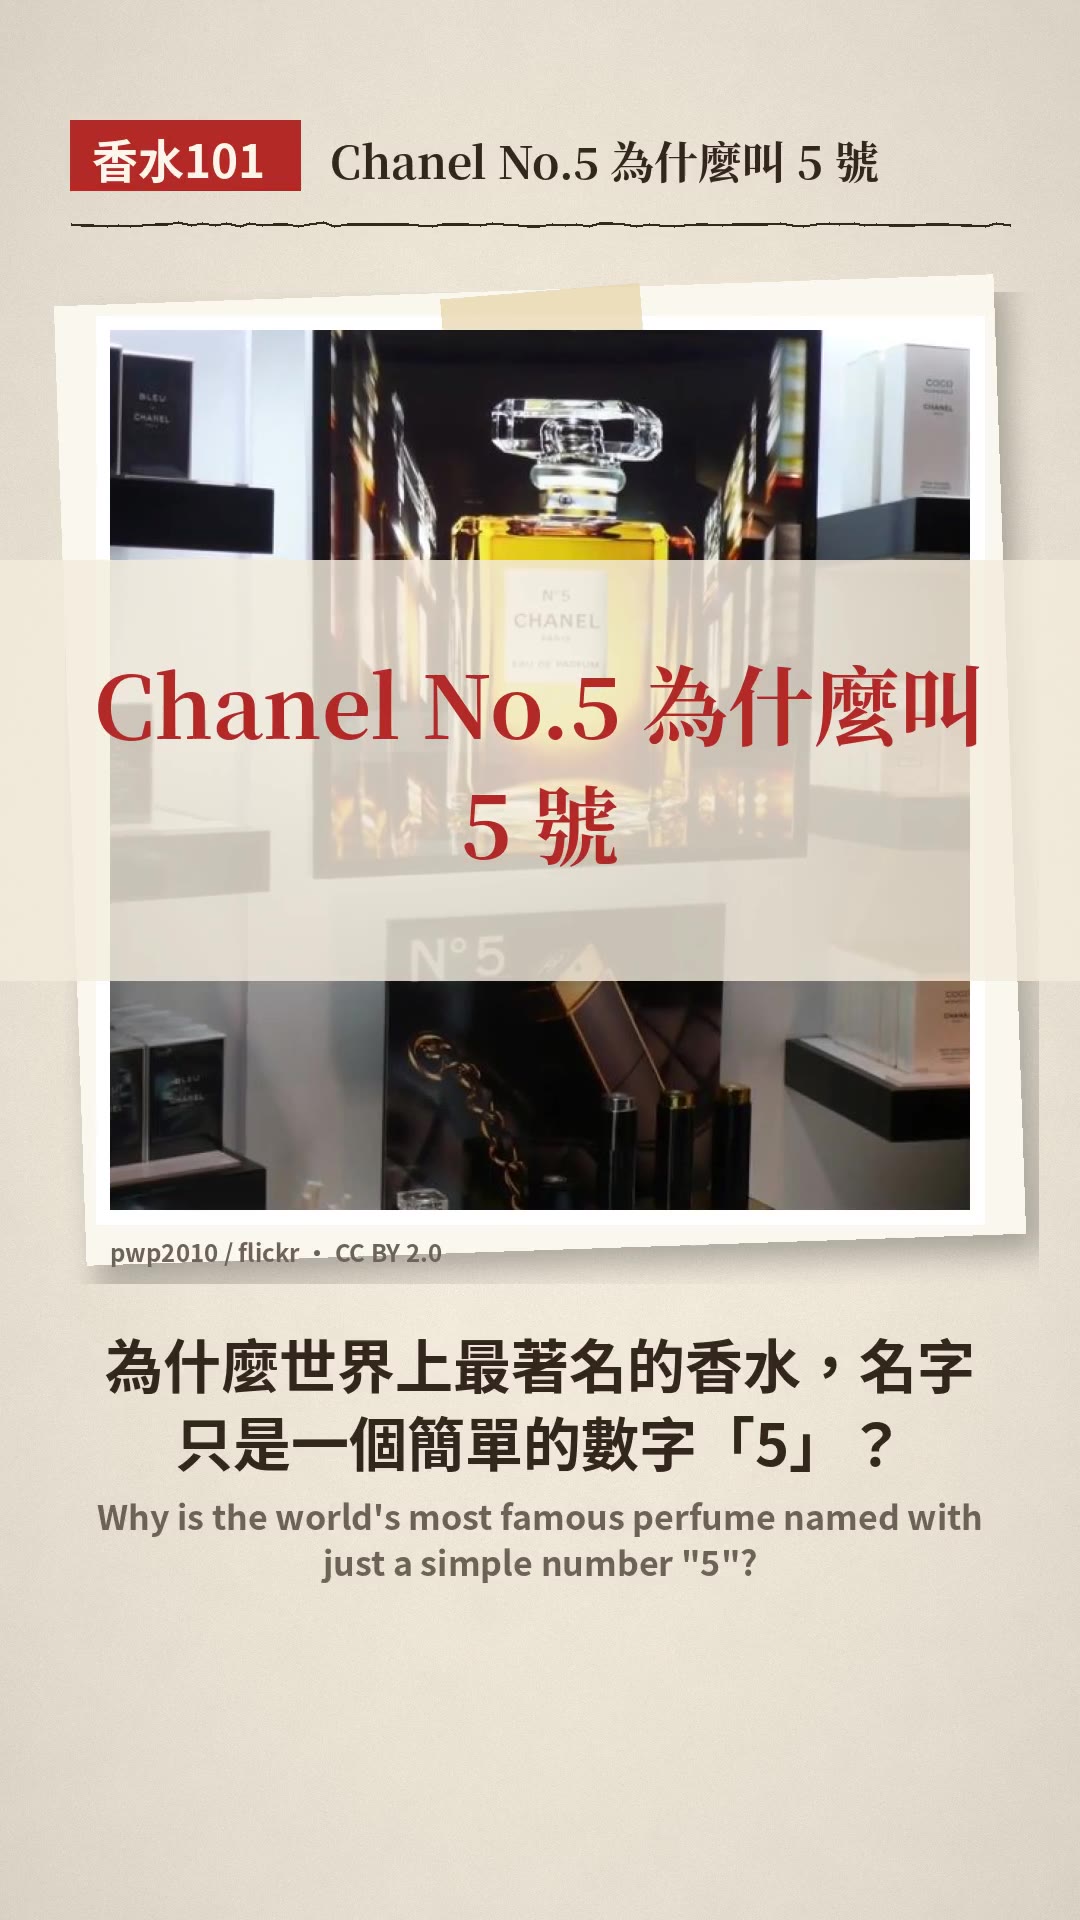 香水101 Chanel No.5 為什麼叫 5 號
BLEU
CHANEL
COCO
CHANEL
N°5
CHANEL
PARIS
EAU DE PARFUM
Chanel No.5 為什麼叫
5 號
N°5
COCO
CHANEL
BLEU
CHANEL
pwp2010 / flickr ・ CC BY 2.0
為什麼世界上最著名的香水，名字
只是一個簡單的數字「5」？
Why is the world's most famous perfume named with
just a simple number "5"?